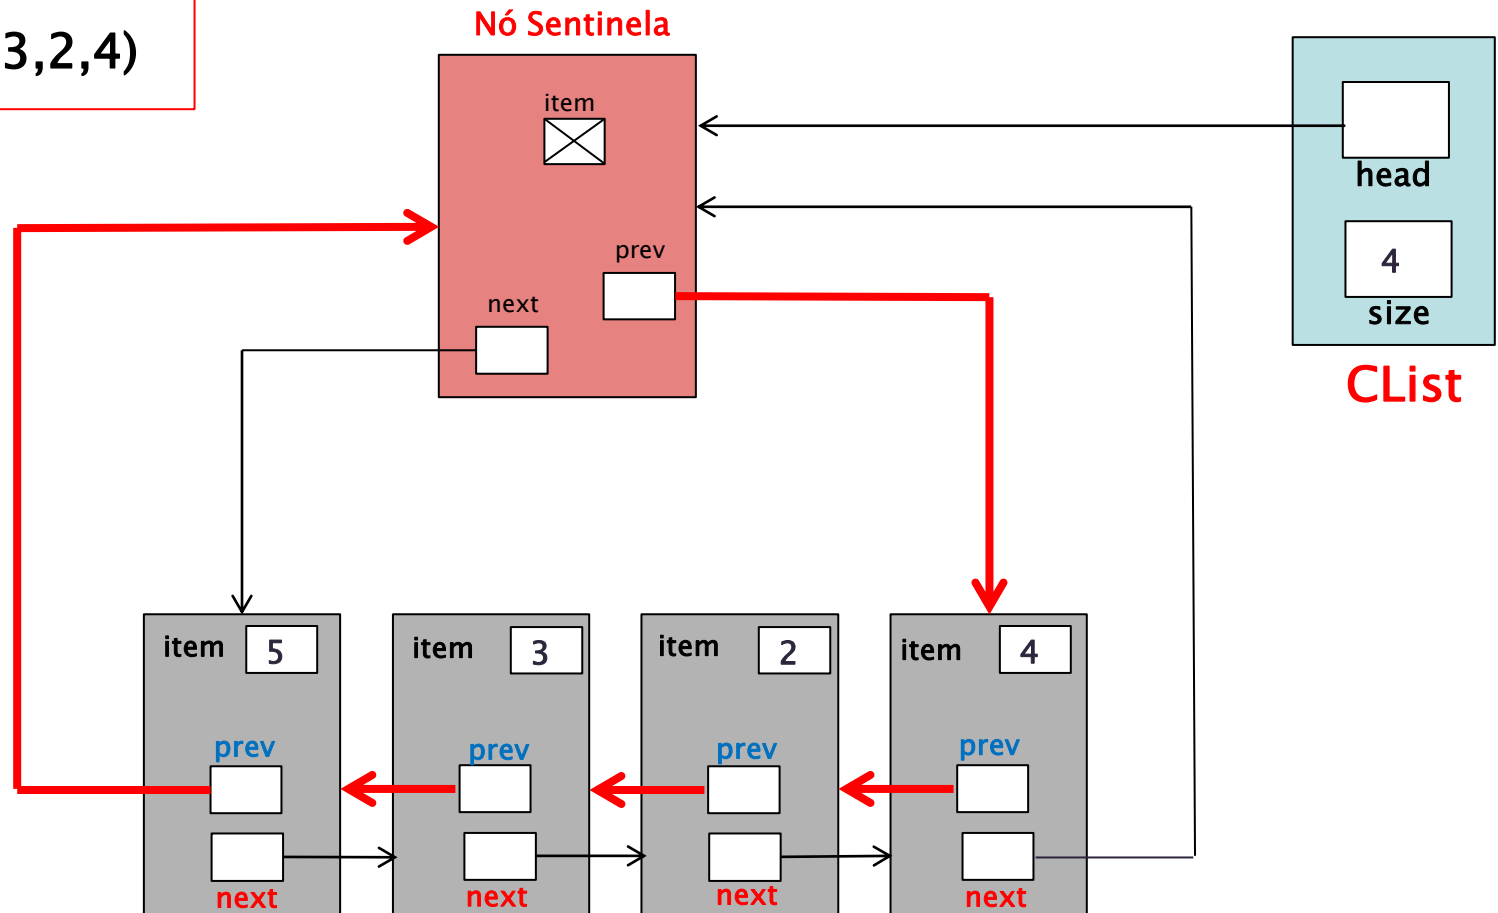 Nó Sentinela
3,2,4)
item
head
prev
4
next
size
CList
item 5
item 3
item 2
item 4
prev
prev
prev
prev
next
next
next
next